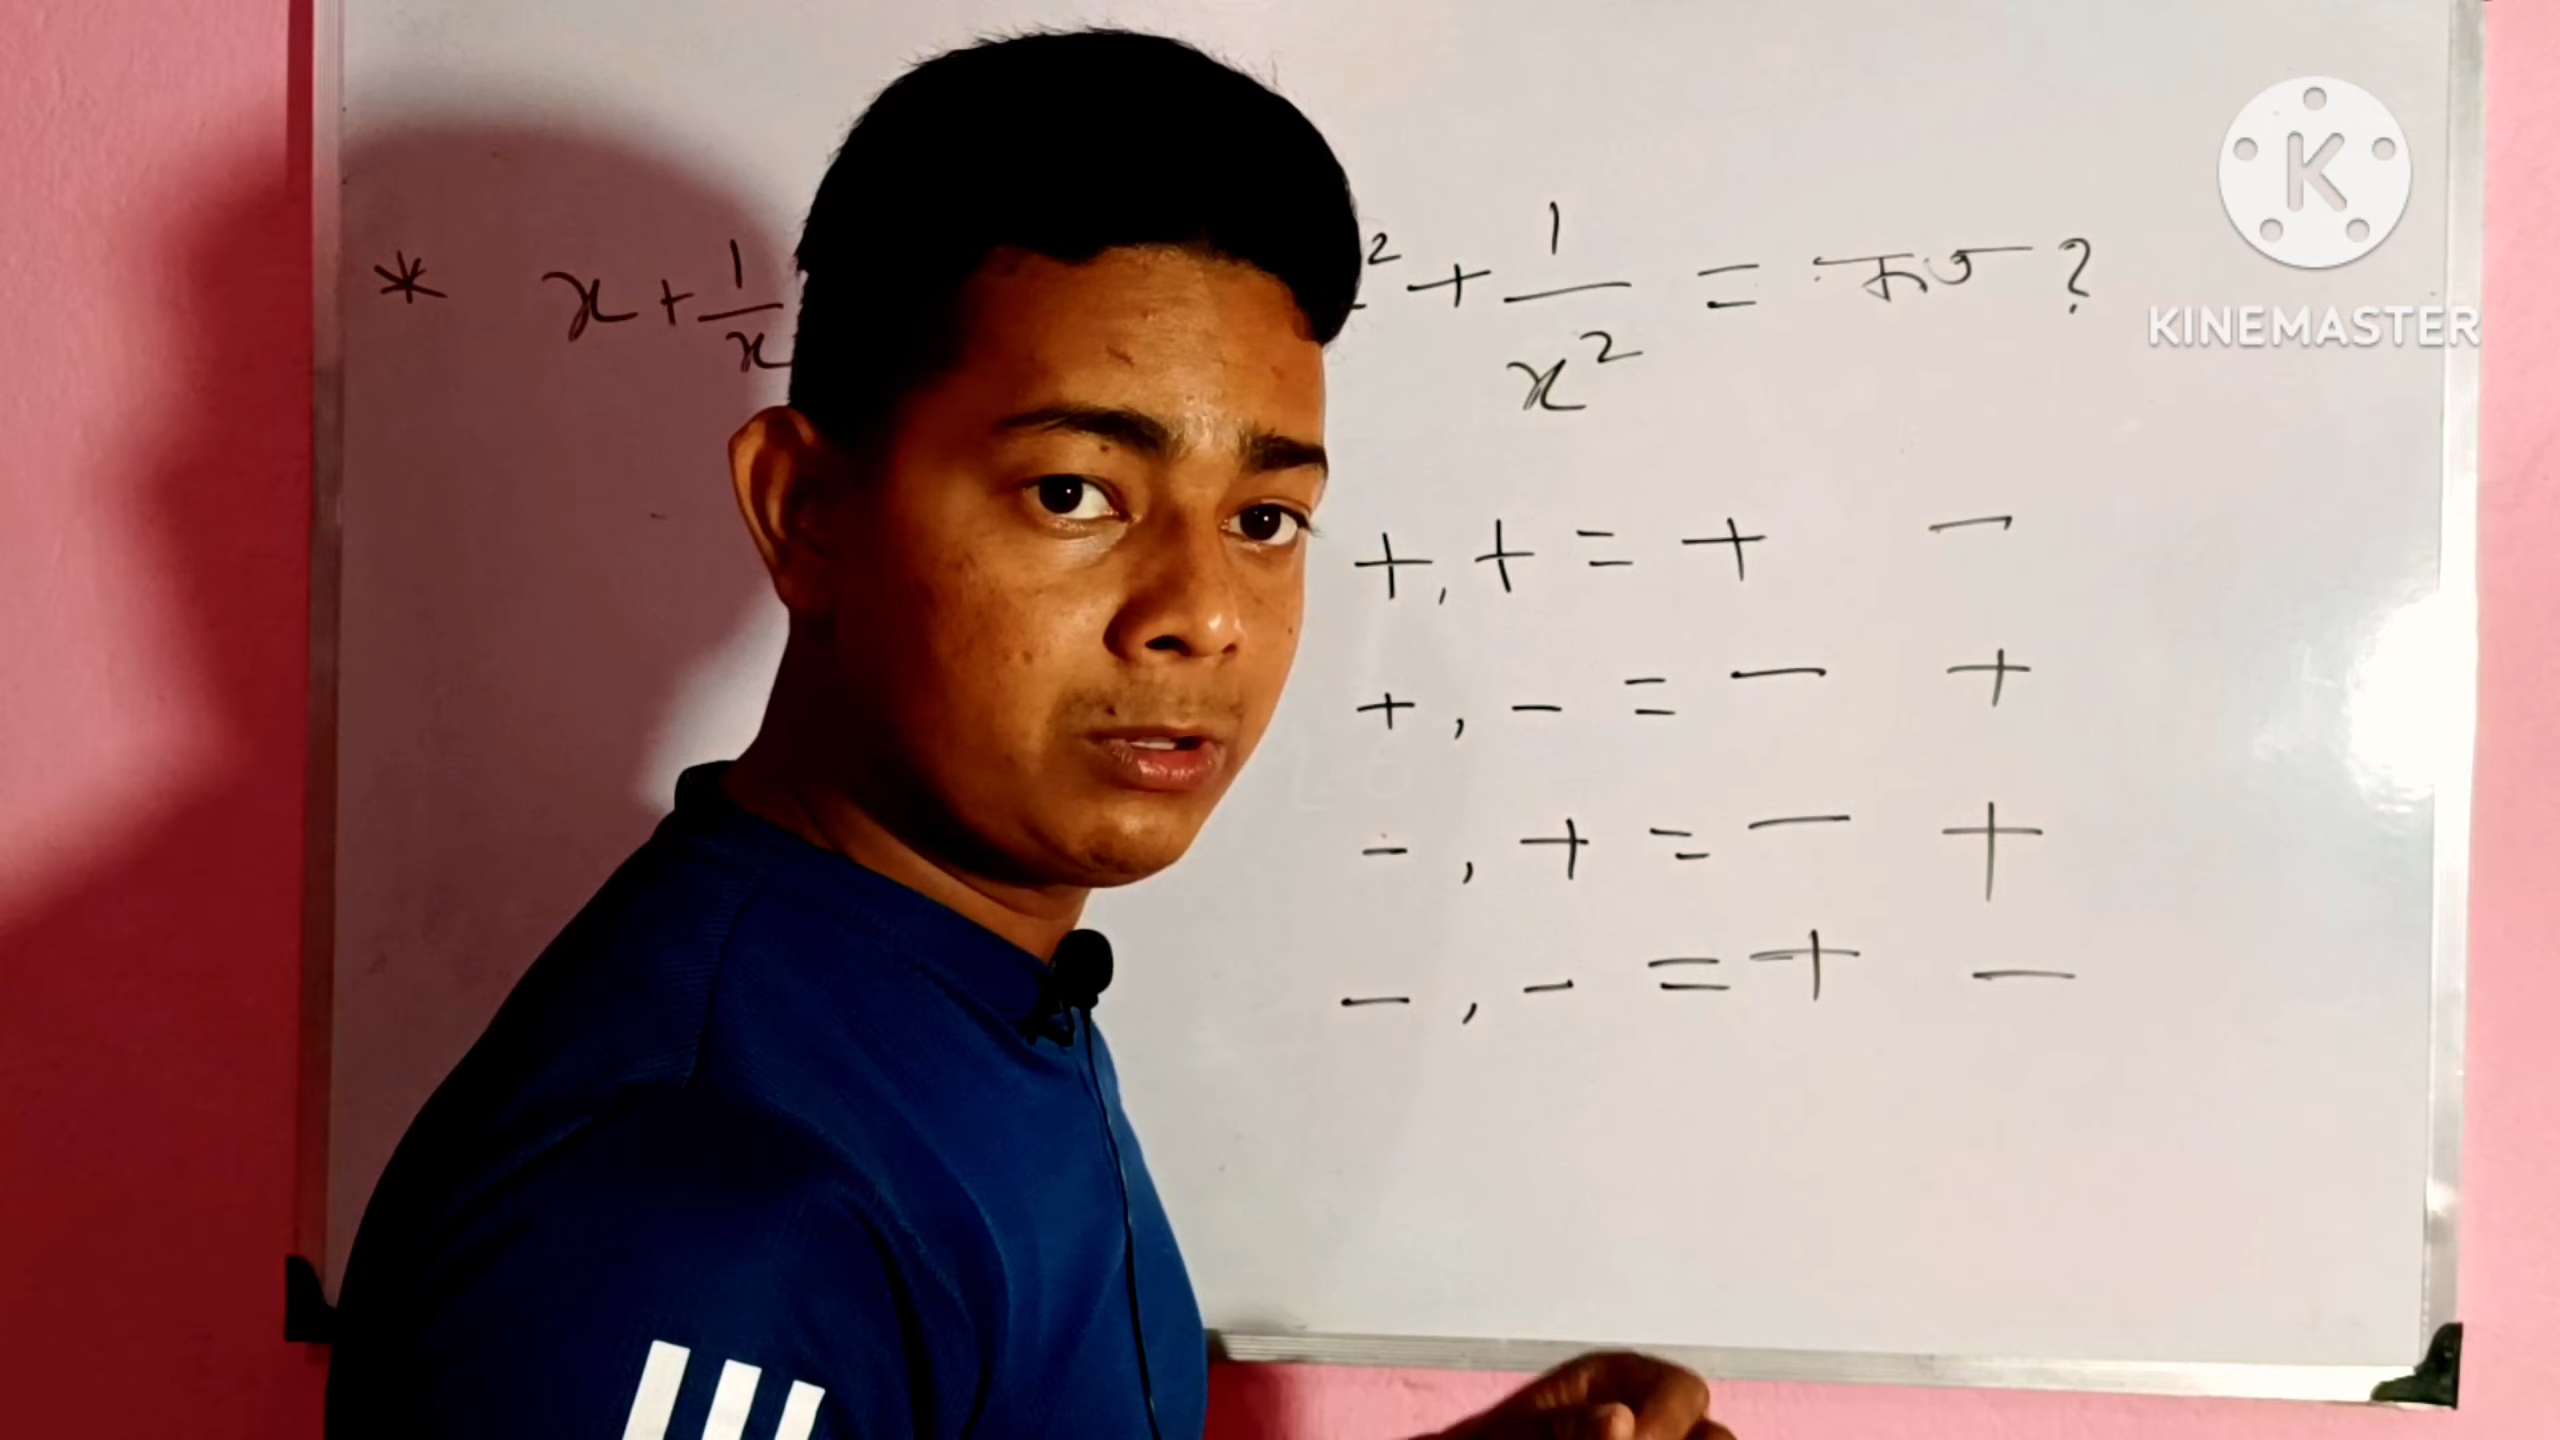 * x + 1/x ² + 1/x² = কত ?
K
KINEMASTER
+, + = + −
+, − = − +
−, + = − +
−, − = + −